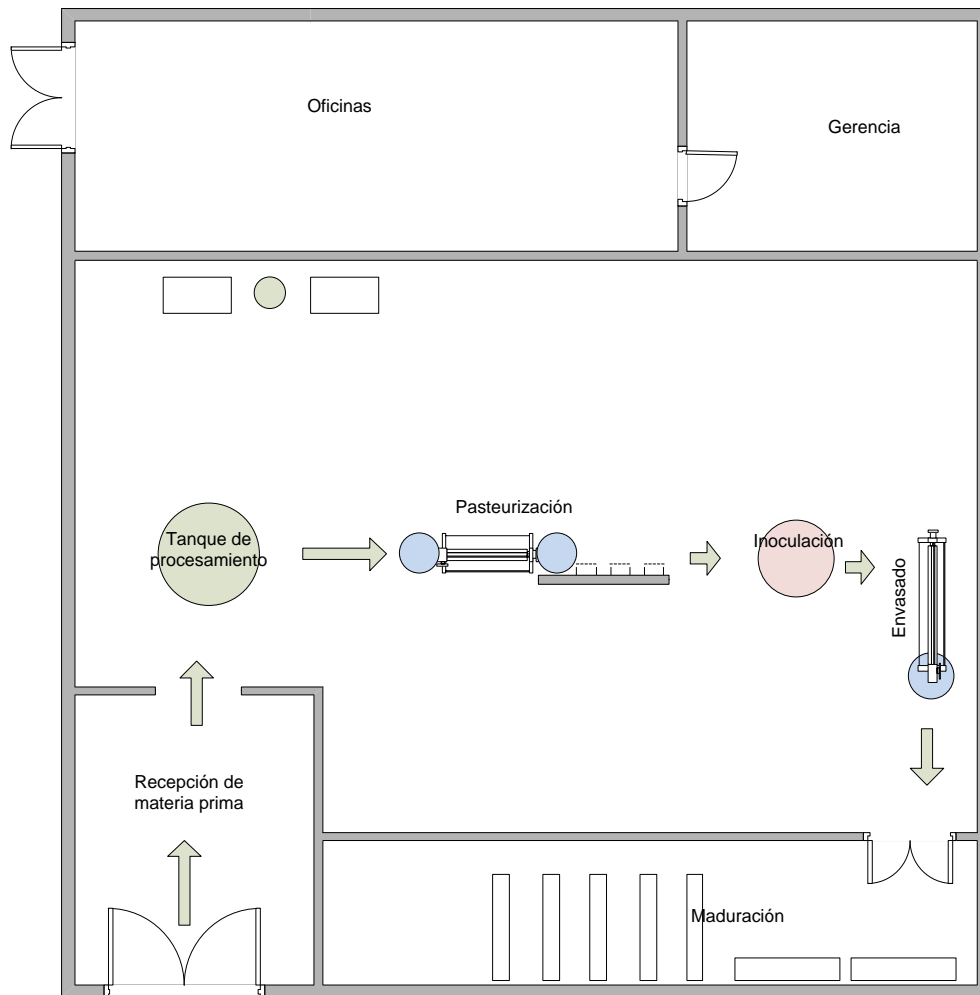 Oficinas
Gerencia
Pasteurización
Tanque de
procesamiento
Inoculación
Envasado
Recepción de
materia prima
Maduración